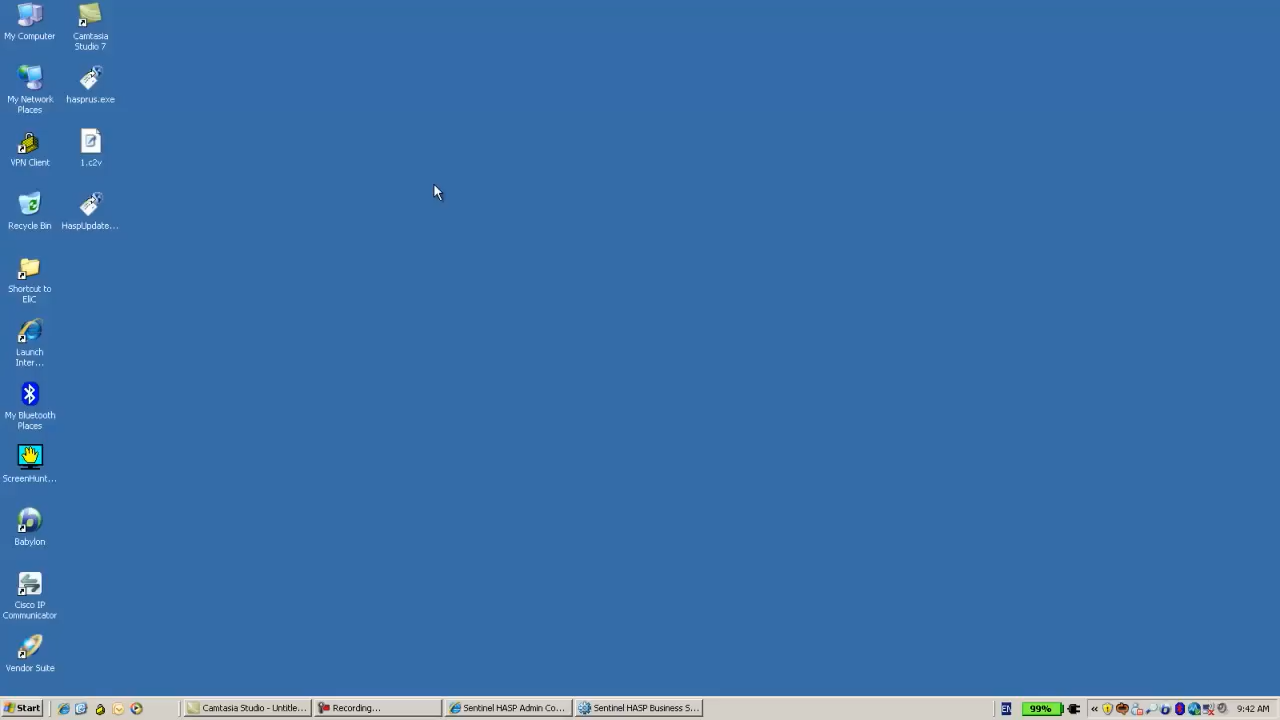 My Computer
Camtasia
Studio 7
My Network
Places
hasprus.exe
VPN Client
1.c2v
Recycle Bin
HaspUpdate...
Shortcut to
EliC
Launch
Inter...
My Bluetooth
Places
ScreenHunt...
Babylon
Cisco IP
Communicator
Vendor Suite
Start
Camtasia Studio - Untitle...
Recording...
Sentinel HASP Admin Co...
Sentinel HASP Business S...
EN
99%
«
9:42 AM